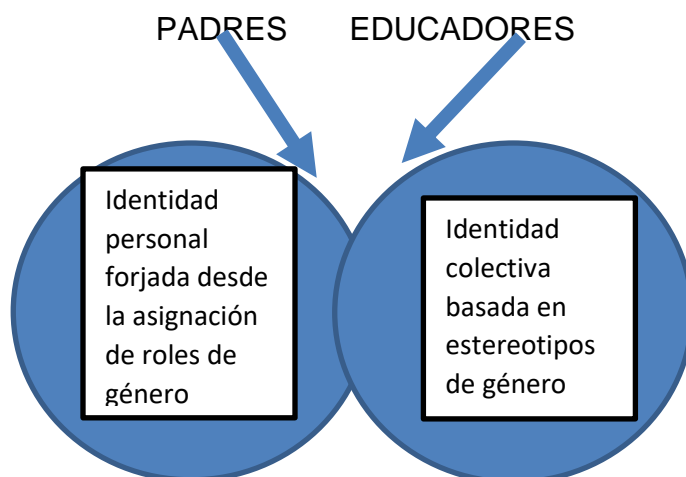 PADRES EDUCADORES
Identidad
personal
forjada desde
la asignación
de roles de
género
Identidad
colectiva
basada en
estereotipos
de género